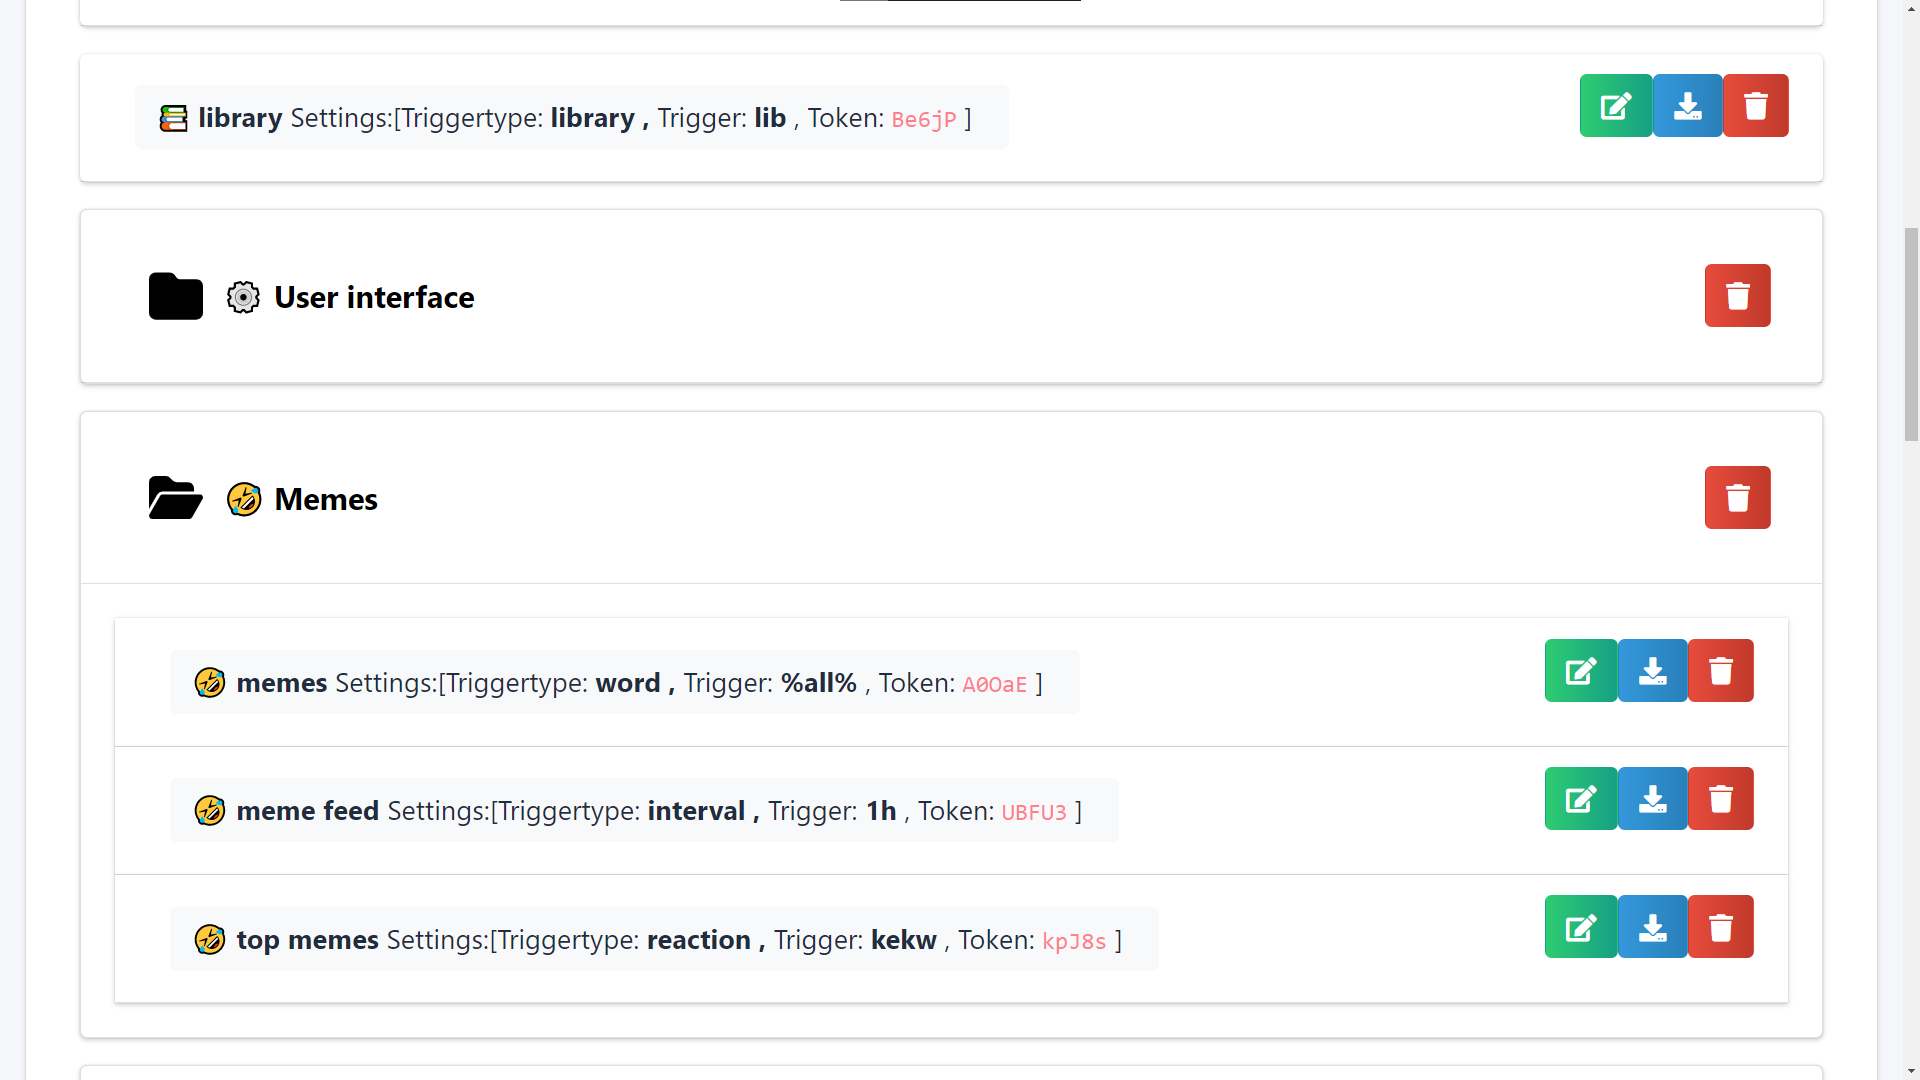 📚 library Settings:[Triggertype: library , Trigger: lib , Token: Be6jP ]
⚙️ User interface
🤣 Memes
🤣 memes Settings:[Triggertype: word , Trigger: %all% , Token: A0OaE ]
🤣 meme feed Settings:[Triggertype: interval , Trigger: 1h , Token: UBFU3 ]
🤣 top memes Settings:[Triggertype: reaction , Trigger: kekw , Token: kpJ8s ]